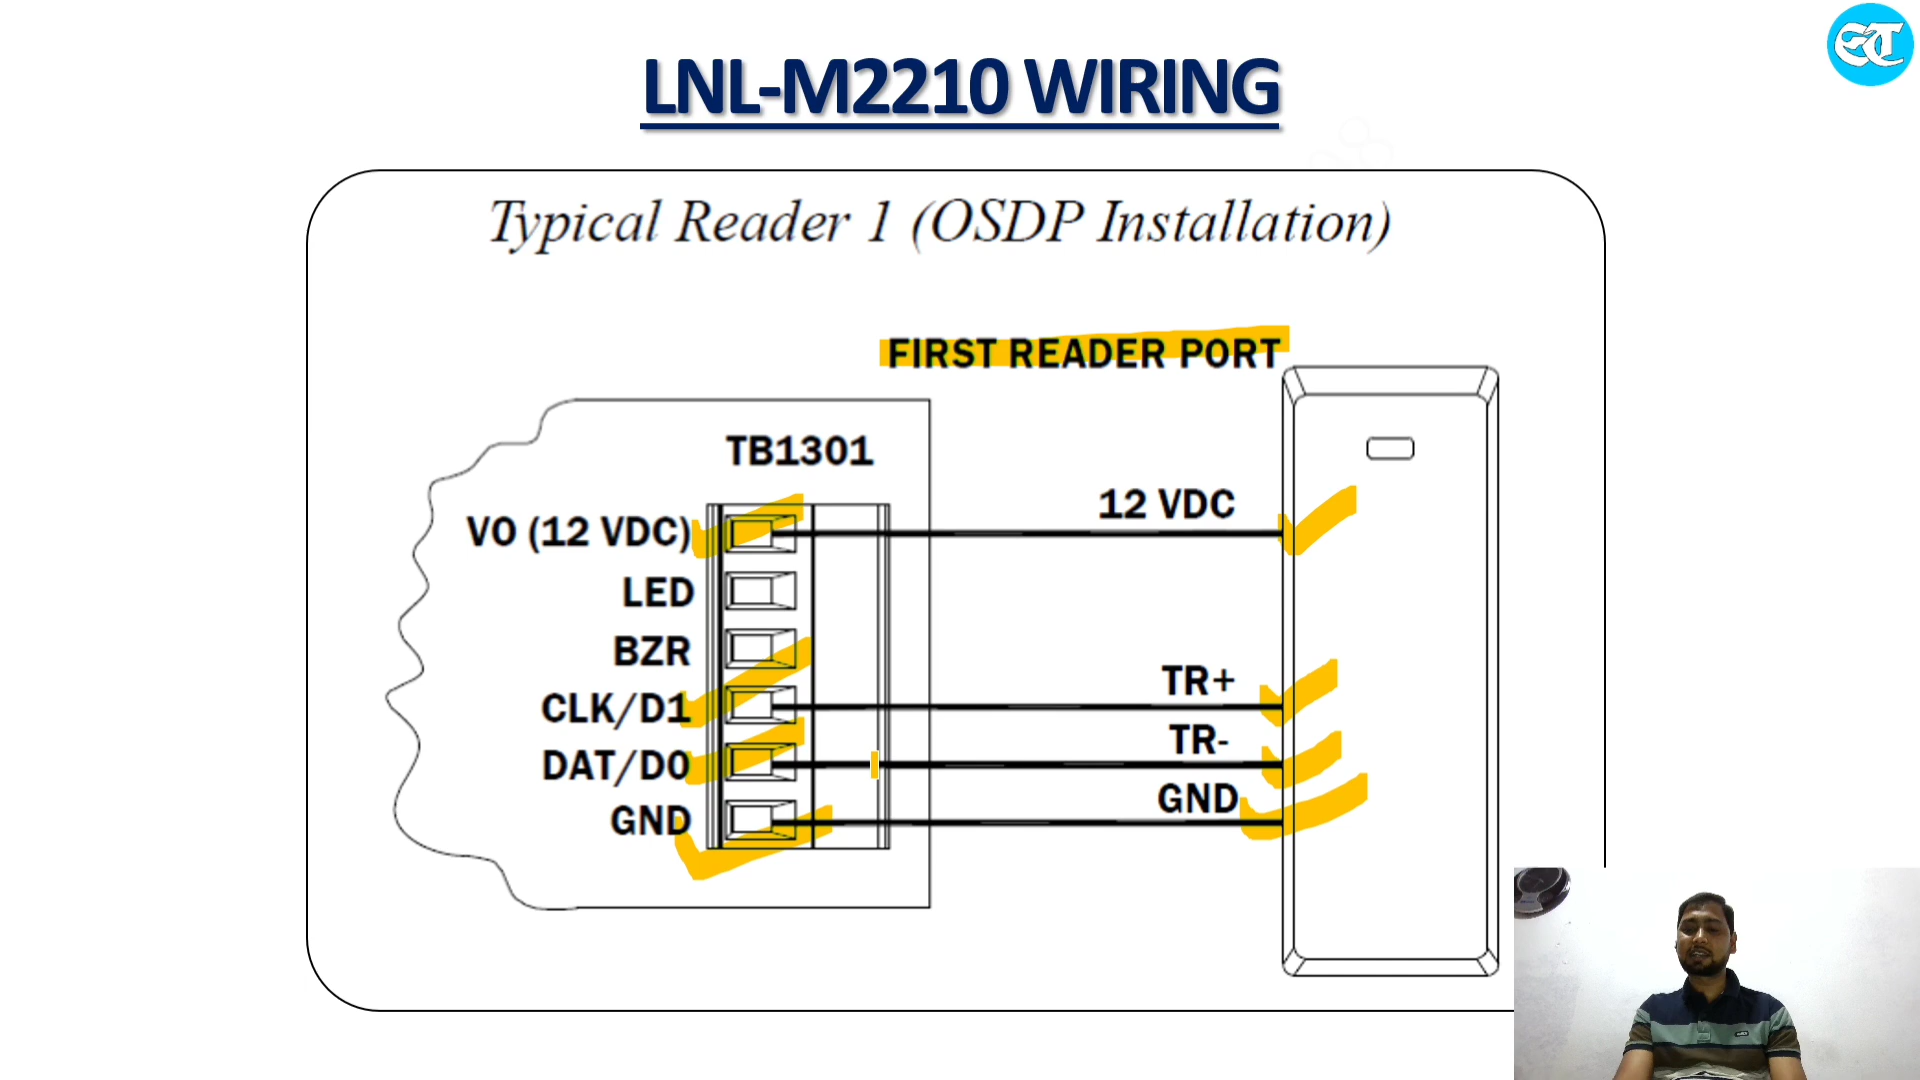 LNL-M2210 WIRING
Typical Reader 1 (OSDP Installation)
FIRST READER PORT
TB1301
VO (12 VDC)
12 VDC
LED
BZR
CLK/D1
TR+
DAT/D0
TR-
GND
GND